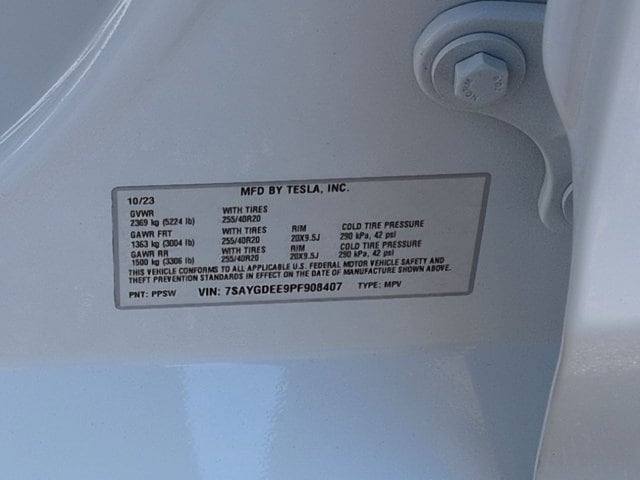 MFD BY TESLA, INC.
10/23
GVWR WITH TIRES
2369 kg (5224 lb) 255/40R20
GAWR FRT WITH TIRES RIM COLD TIRE PRESSURE
1363 kg (3004 lb) 255/40R20 20X9.5J 290 kPa, 42 psi
GAWR RR WITH TIRES RIM COLD TIRE PRESSURE
1500 kg (3306 lb) 255/40R20 20X9.5J 290 kPa, 42 psi
THIS VEHICLE CONFORMS TO ALL APPLICABLE U.S. FEDERAL MOTOR VEHICLE SAFETY AND
THEFT PREVENTION STANDARDS IN EFFECT ON THE DATE OF MANUFACTURE SHOWN ABOVE.
PNT: PPSW VIN: 7SAYGDEE9PF908407 TYPE: MPV